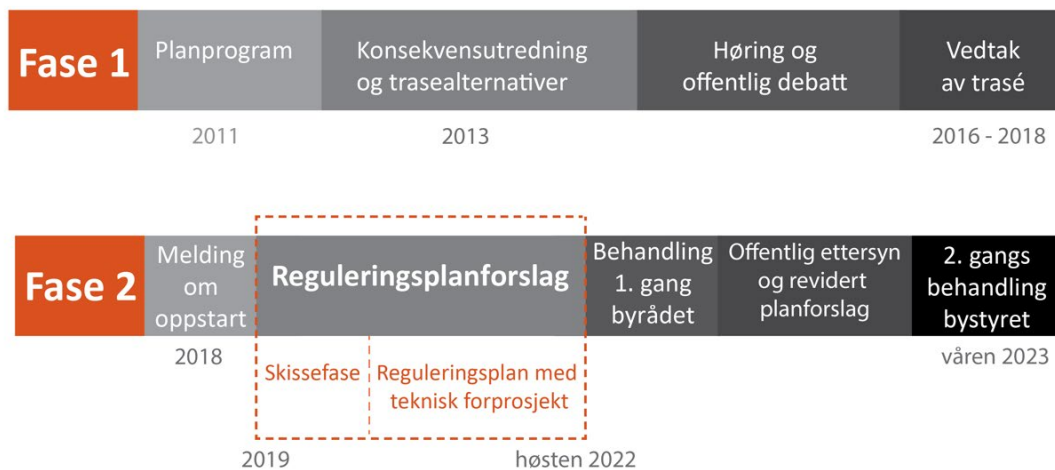 Fase 1
Planprogram
Konsekvensutredning
og trasealternativer
Høring og
offentlig debatt
Vedtak
av trasé
2011
2013
2016 - 2018
Fase 2
Melding
om
oppstart
Reguleringsplanforslag
Behandling
1. gang
byrådet
Offentlig ettersyn
og revidert
planforslag
2. gangs
behandling
bystyret
2018
Skissefase
Reguleringsplan med
teknisk forprosjekt
våren 2023
2019
høsten 2022